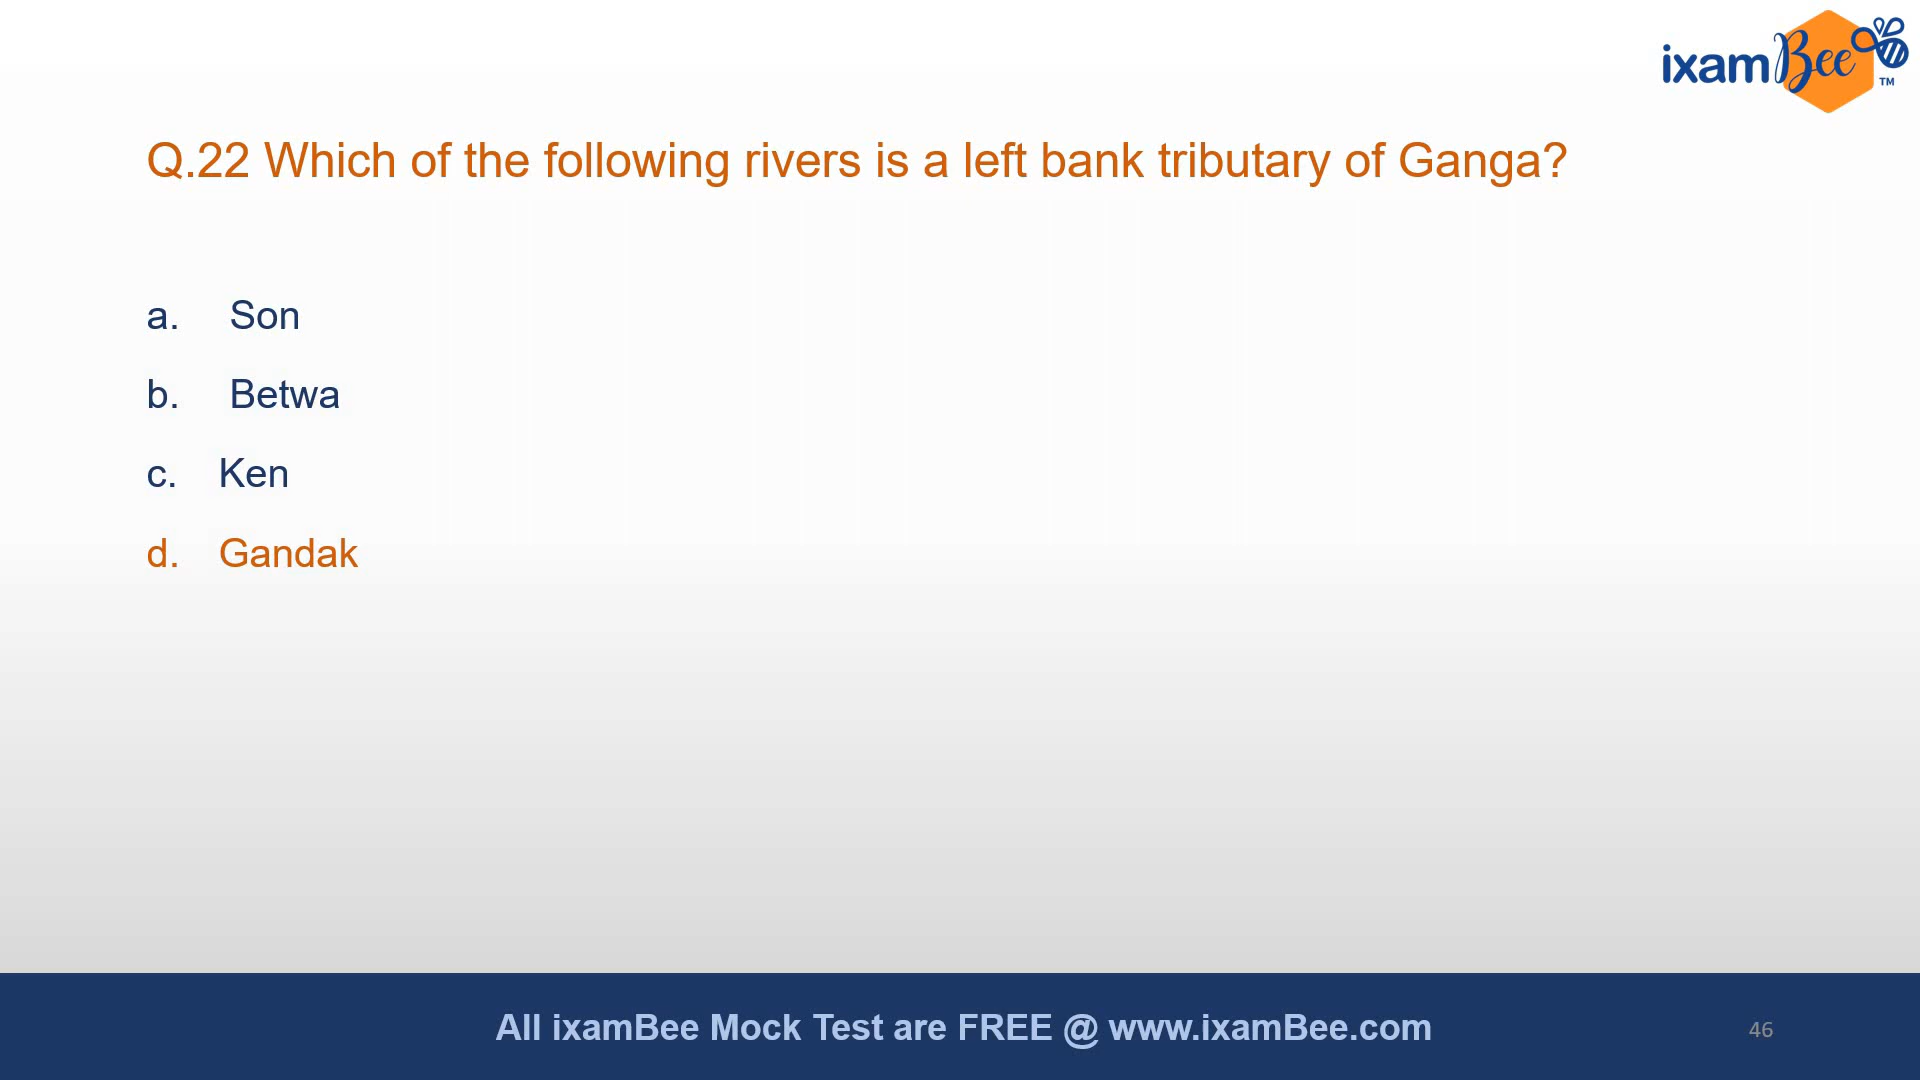 ixamBee TM
Q.22 Which of the following rivers is a left bank tributary of Ganga?
a. Son
b. Betwa
c. Ken
d. Gandak
All ixamBee Mock Test are FREE @ www.ixamBee.com
46